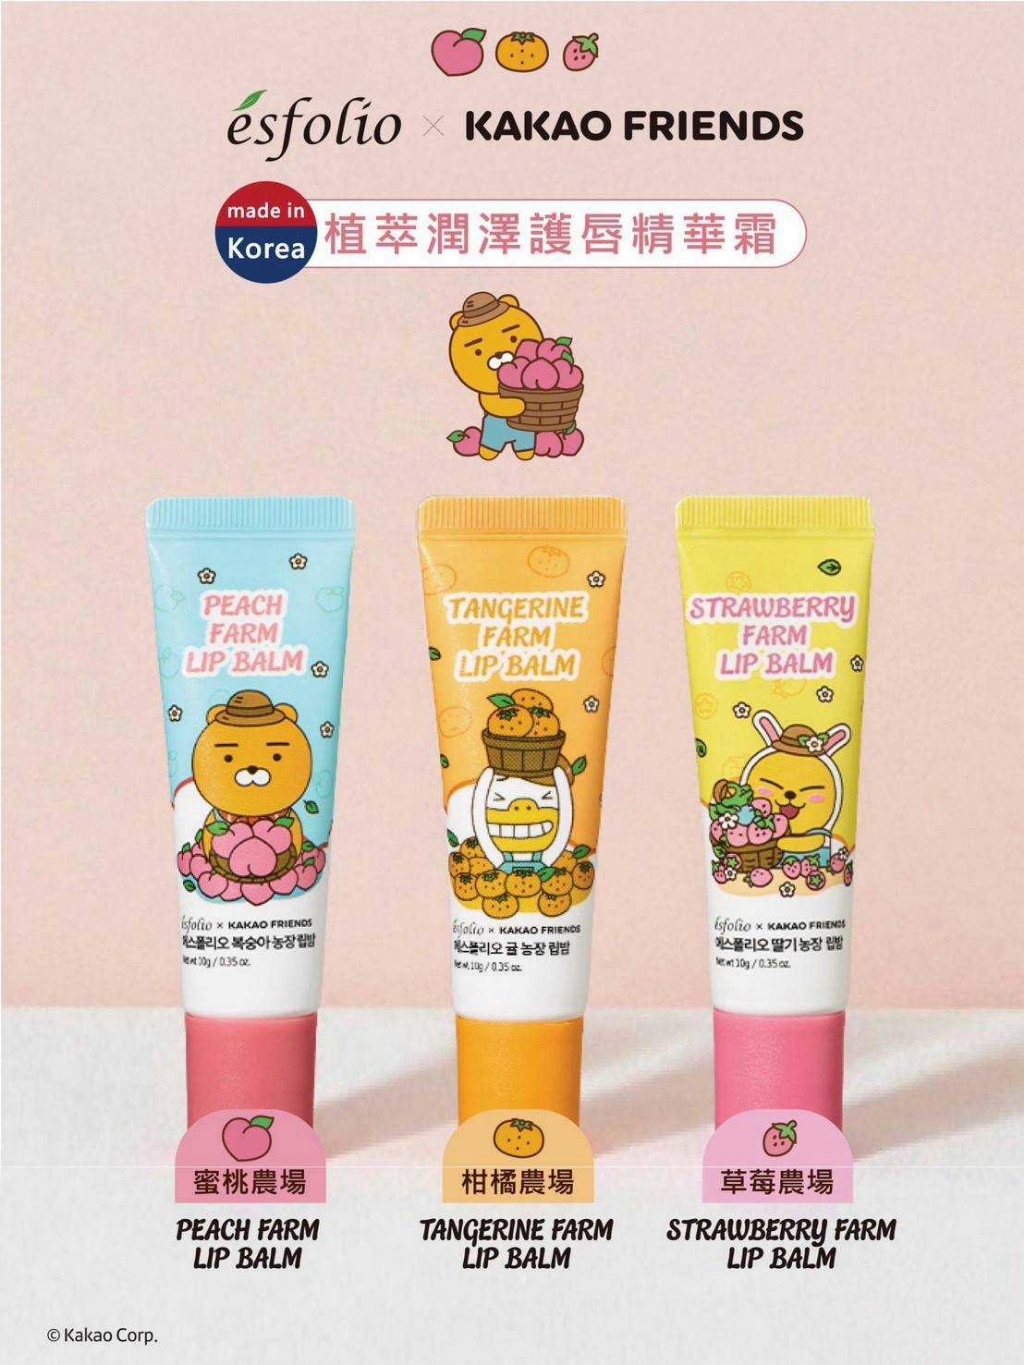 ésfolio × KAKAO FRIENDS
made in
Korea
植萃潤澤護唇精華霜
PEACH
FARM
LIP BALM
ésfolio × KAKAO FRIENDS
에스폴리오 복숭아 농장 립밤
Net wt 10g / 0.35 oz.
TANGERINE
FARM
LIP BALM
ésfolio × KAKAO FRIENDS
에스폴리오 귤 농장 립밤
Net wt 10g / 0.35 oz.
STRAWBERRY
FARM
LIP BALM
ésfolio × KAKAO FRIENDS
에스폴리오 딸기 농장 립밤
Net wt 10g / 0.35 oz.
蜜桃農場
PEACH FARM
LIP BALM
柑橘農場
TANGERINE FARM
LIP BALM
草莓農場
STRAWBERRY FARM
LIP BALM
© Kakao Corp.